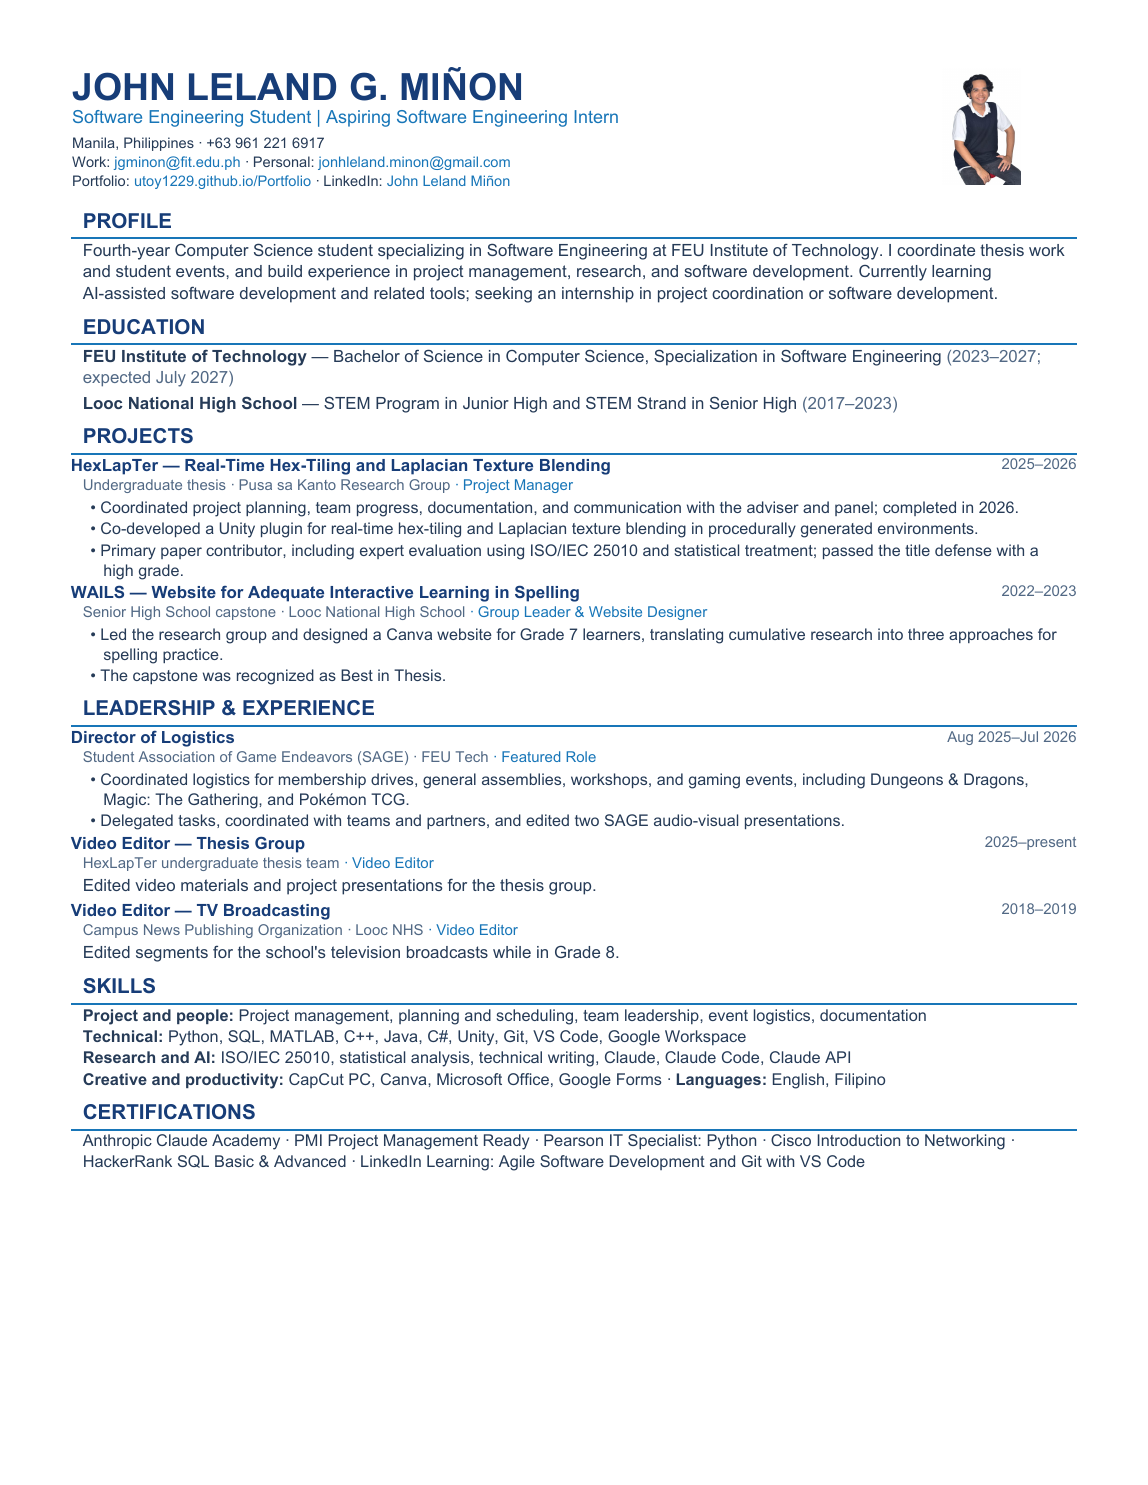 JOHN LELAND G. MIÑON
Software Engineering Student | Aspiring Software Engineering Intern
Manila, Philippines · +63 961 221 6917
Work: jgminon@fit.edu.ph · Personal: jonhleland.minon@gmail.com
Portfolio: utoy1229.github.io/Portfolio · LinkedIn: John Leland Miñon
PROFILE
Fourth-year Computer Science student specializing in Software Engineering at FEU Institute of Technology. I coordinate thesis work
and student events, and build experience in project management, research, and software development. Currently learning
AI-assisted software development and related tools; seeking an internship in project coordination or software development.
EDUCATION
FEU Institute of Technology — Bachelor of Science in Computer Science, Specialization in Software Engineering (2023–2027;
expected July 2027)
Looc National High School — STEM Program in Junior High and STEM Strand in Senior High (2017–2023)
PROJECTS
HexLapTer — Real-Time Hex-Tiling and Laplacian Texture Blending 2025–2026
Undergraduate thesis · Pusa sa Kanto Research Group · Project Manager
• Coordinated project planning, team progress, documentation, and communication with the adviser and panel; completed in 2026.
• Co-developed a Unity plugin for real-time hex-tiling and Laplacian texture blending in procedurally generated environments.
• Primary paper contributor, including expert evaluation using ISO/IEC 25010 and statistical treatment; passed the title defense with a
high grade.
WAILS — Website for Adequate Interactive Learning in Spelling 2022–2023
Senior High School capstone · Looc National High School · Group Leader & Website Designer
• Led the research group and designed a Canva website for Grade 7 learners, translating cumulative research into three approaches for
spelling practice.
• The capstone was recognized as Best in Thesis.
LEADERSHIP & EXPERIENCE
Director of Logistics Aug 2025–Jul 2026
Student Association of Game Endeavors (SAGE) · FEU Tech · Featured Role
• Coordinated logistics for membership drives, general assemblies, workshops, and gaming events, including Dungeons & Dragons,
Magic: The Gathering, and Pokémon TCG.
• Delegated tasks, coordinated with teams and partners, and edited two SAGE audio-visual presentations.
Video Editor — Thesis Group 2025–present
HexLapTer undergraduate thesis team · Video Editor
Edited video materials and project presentations for the thesis group.
Video Editor — TV Broadcasting 2018–2019
Campus News Publishing Organization · Looc NHS · Video Editor
Edited segments for the school's television broadcasts while in Grade 8.
SKILLS
Project and people: Project management, planning and scheduling, team leadership, event logistics, documentation
Technical: Python, SQL, MATLAB, C++, Java, C#, Unity, Git, VS Code, Google Workspace
Research and AI: ISO/IEC 25010, statistical analysis, technical writing, Claude, Claude Code, Claude API
Creative and productivity: CapCut PC, Canva, Microsoft Office, Google Forms · Languages: English, Filipino
CERTIFICATIONS
Anthropic Claude Academy · PMI Project Management Ready · Pearson IT Specialist: Python · Cisco Introduction to Networking ·
HackerRank SQL Basic & Advanced · LinkedIn Learning: Agile Software Development and Git with VS Code